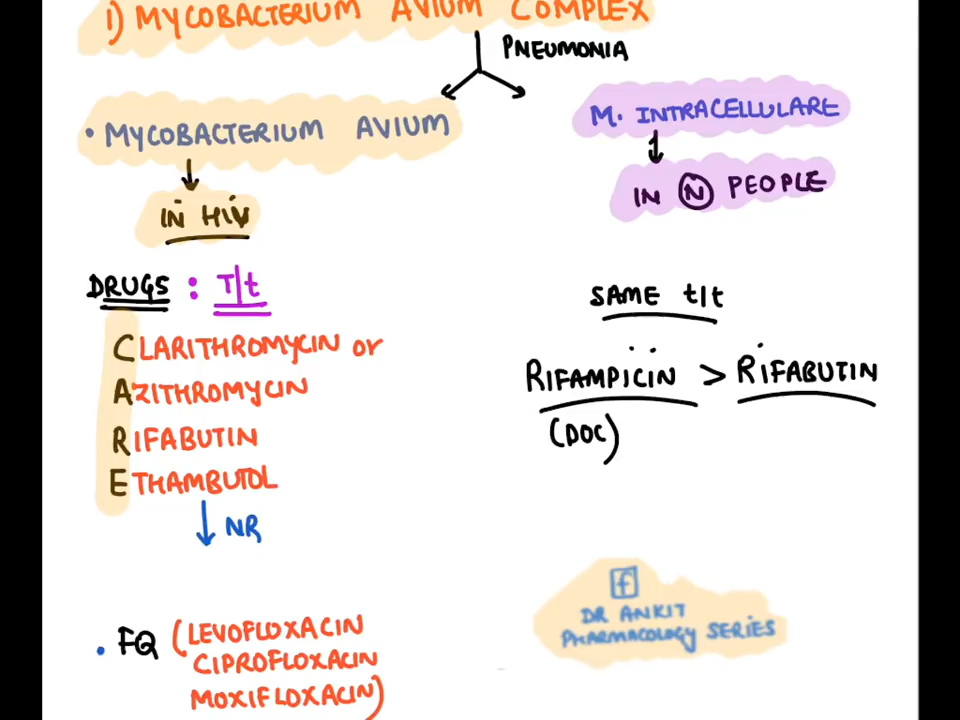 1) MYCOBACTERIUM AVIUM COMPLEX
PNEUMONIA
• MYCOBACTERIUM AVIUM
IN HIV
DRUGS : T/t
CLARITHROMYCIN or
AZITHROMYCIN
RIFABUTIN
ETHAMBUTOL
NR
• FQ (LEVOFLOXACIN
CIPROFLOXACIN
MOXIFLOXACIN)
M. INTRACELLULARE
IN N PEOPLE
SAME t/t
RIFAMPICIN > RIFABUTIN
(DOC)
f
DR ANKIT
PHARMACOLOGY SERIES